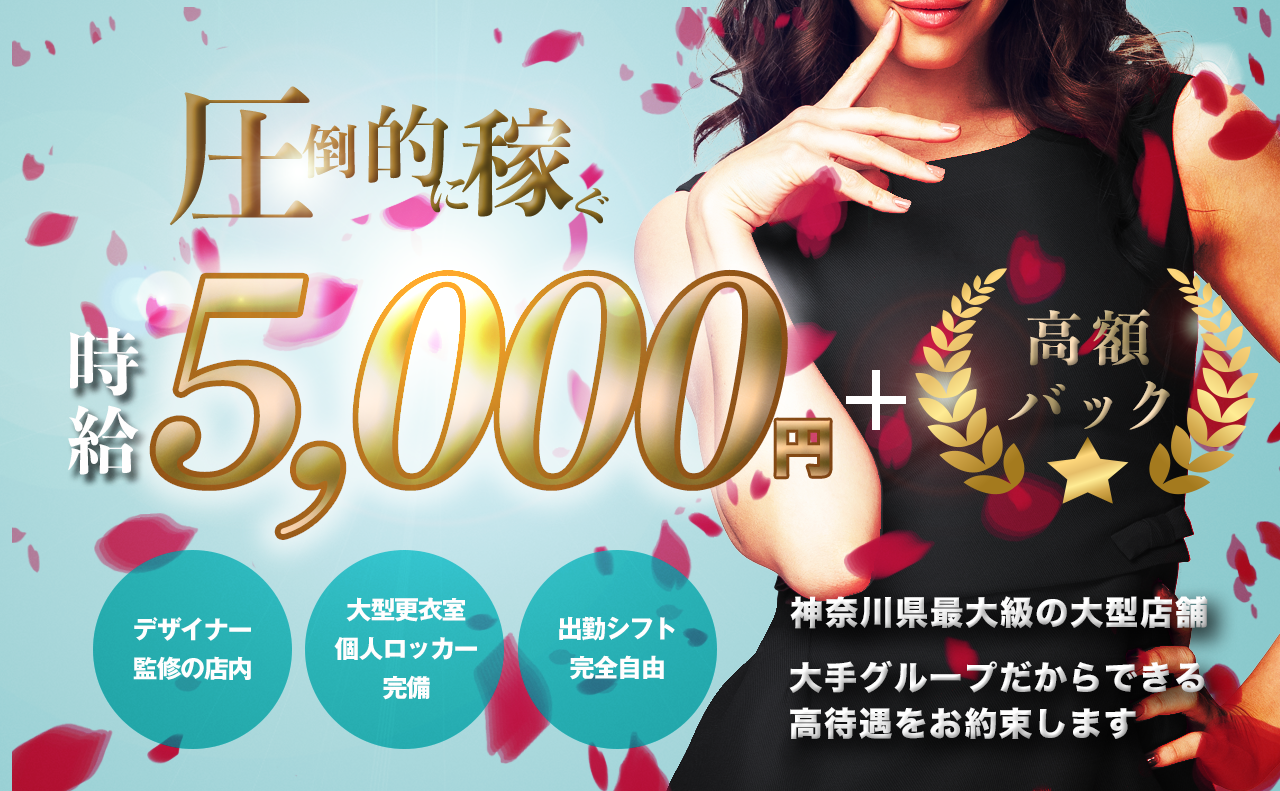 圧倒的に稼ぐ
時給
5,000円
+
高額
バック
デザイナー
監修の店内
大型更衣室
個人ロッカー
完備
出勤シフト
完全自由
神奈川県最大級の大型店舗
大手グループだからできる
高待遇をお約束します